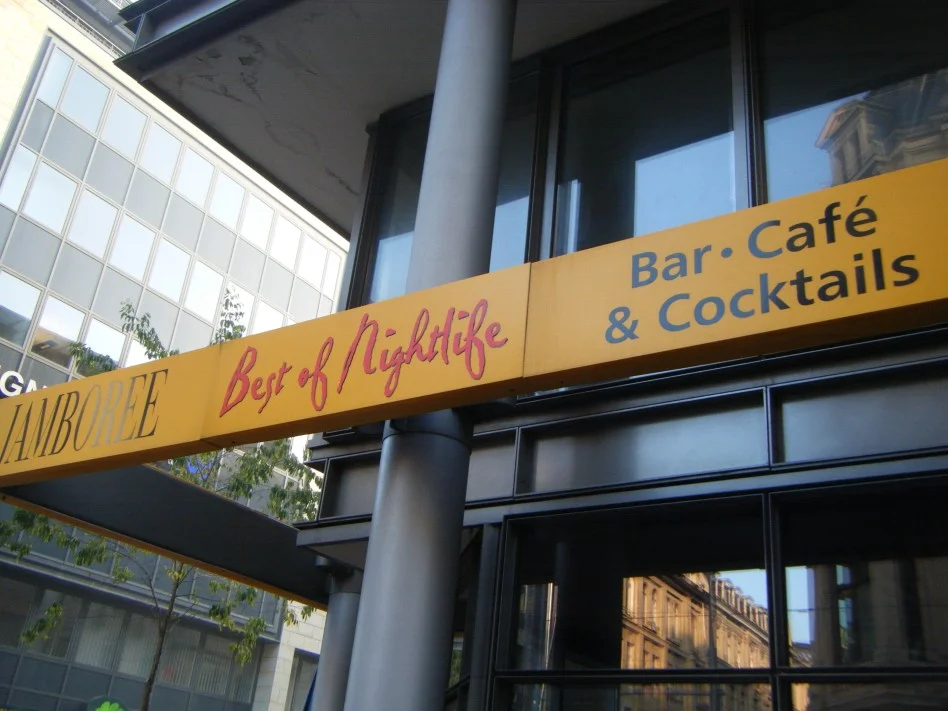 JAMBOREE
Best of Nightlife
Bar • Café
& Cocktails